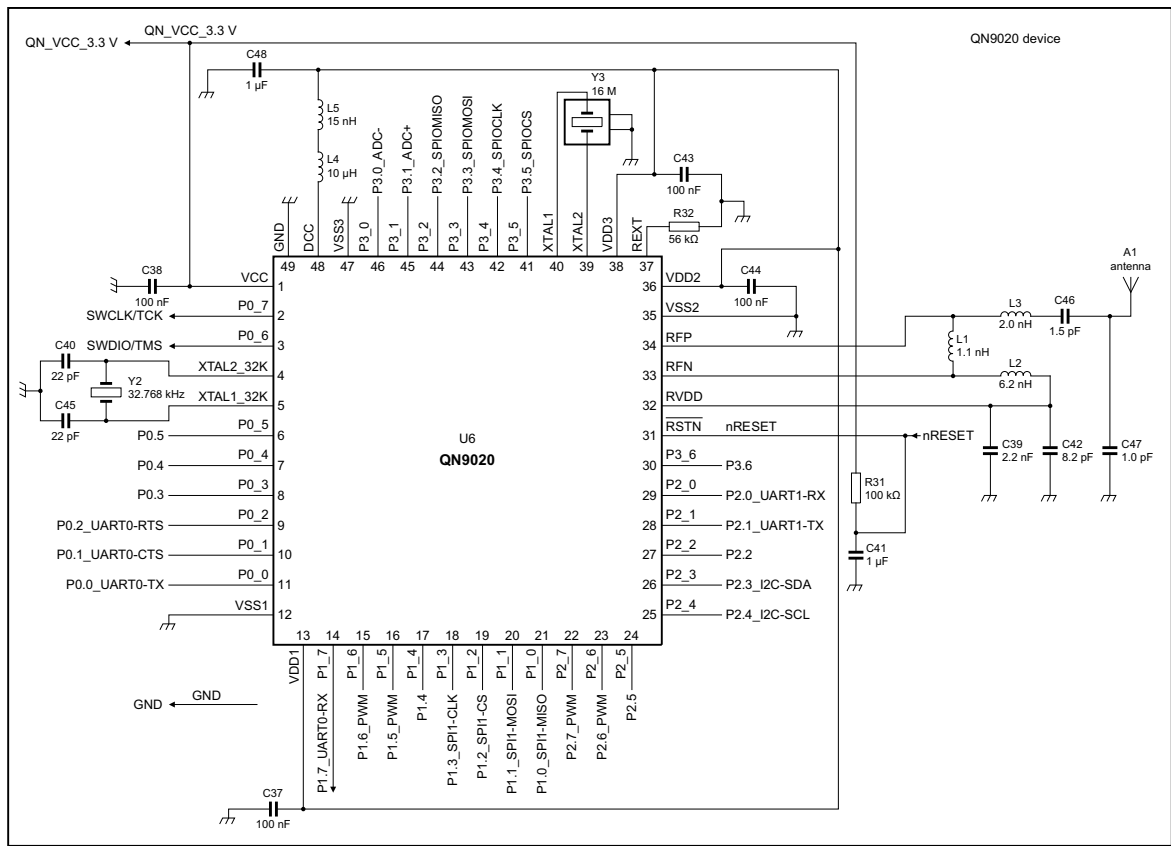 QN_VCC_3.3 V
QN_VCC_3.3 V
QN9020 device
C48
1 µF
L5
15 nH
L4
10 µH
Y3
16 M
P3.0_ADC-
P3.1_ADC+
P3.2_SPIOMISO
P3.3_SPIOMOSI
P3.4_SPIOCLK
P3.5_SPIOCS
C43
100 nF
R32
56 kΩ
GND
DCC
VSS3
P3_0
P3_1
P3_2
P3_3
P3_4
P3_5
XTAL1
XTAL2
VDD3
REXT
49
48
47
46
45
44
43
42
41
40
39
38
37
C38
100 nF
VCC
1
SWCLK/TCK
P0_7
2
SWDIO/TMS
P0_6
3
C40
22 pF
Y2
32.768 kHz
C45
22 pF
XTAL2_32K
4
XTAL1_32K
5
P0.5
P0_5
6
P0.4
P0_4
7
P0.3
P0_3
8
P0.2_UART0-RTS
P0_2
9
P0.1_UART0-CTS
P0_1
10
P0.0_UART0-TX
P0_0
11
VSS1
12
U6
QN9020
36
VDD2
C44
100 nF
35
VSS2
34
RFP
33
RFN
32
RVDD
31
RSTN
nRESET
nRESET
30
P3_6
P3.6
29
P2_0
P2.0_UART1-RX
28
P2_1
P2.1_UART1-TX
27
P2_2
P2.2
26
P2_3
P2.3_I2C-SDA
25
P2_4
P2.4_I2C-SCL
A1
antenna
L3
2.0 nH
C46
1.5 pF
L1
1.1 nH
L2
6.2 nH
C39
2.2 nF
C42
8.2 pF
C47
1.0 pF
R31
100 kΩ
C41
1 µF
13
14
15
16
17
18
19
20
21
22
23
24
VDD1
P1_7
P1_6
P1_5
P1_4
P1_3
P1_2
P1_1
P1_0
P2_7
P2_6
P2_5
P1.7_UART0-RX
P1.6_PWM
P1.5_PWM
P1.4
P1.3_SPI1-CLK
P1.2_SPI1-CS
P1.1_SPI1-MOSI
P1.0_SPI1-MISO
P2.7_PWM
P2.6_PWM
P2.5
GND
GND
C37
100 nF